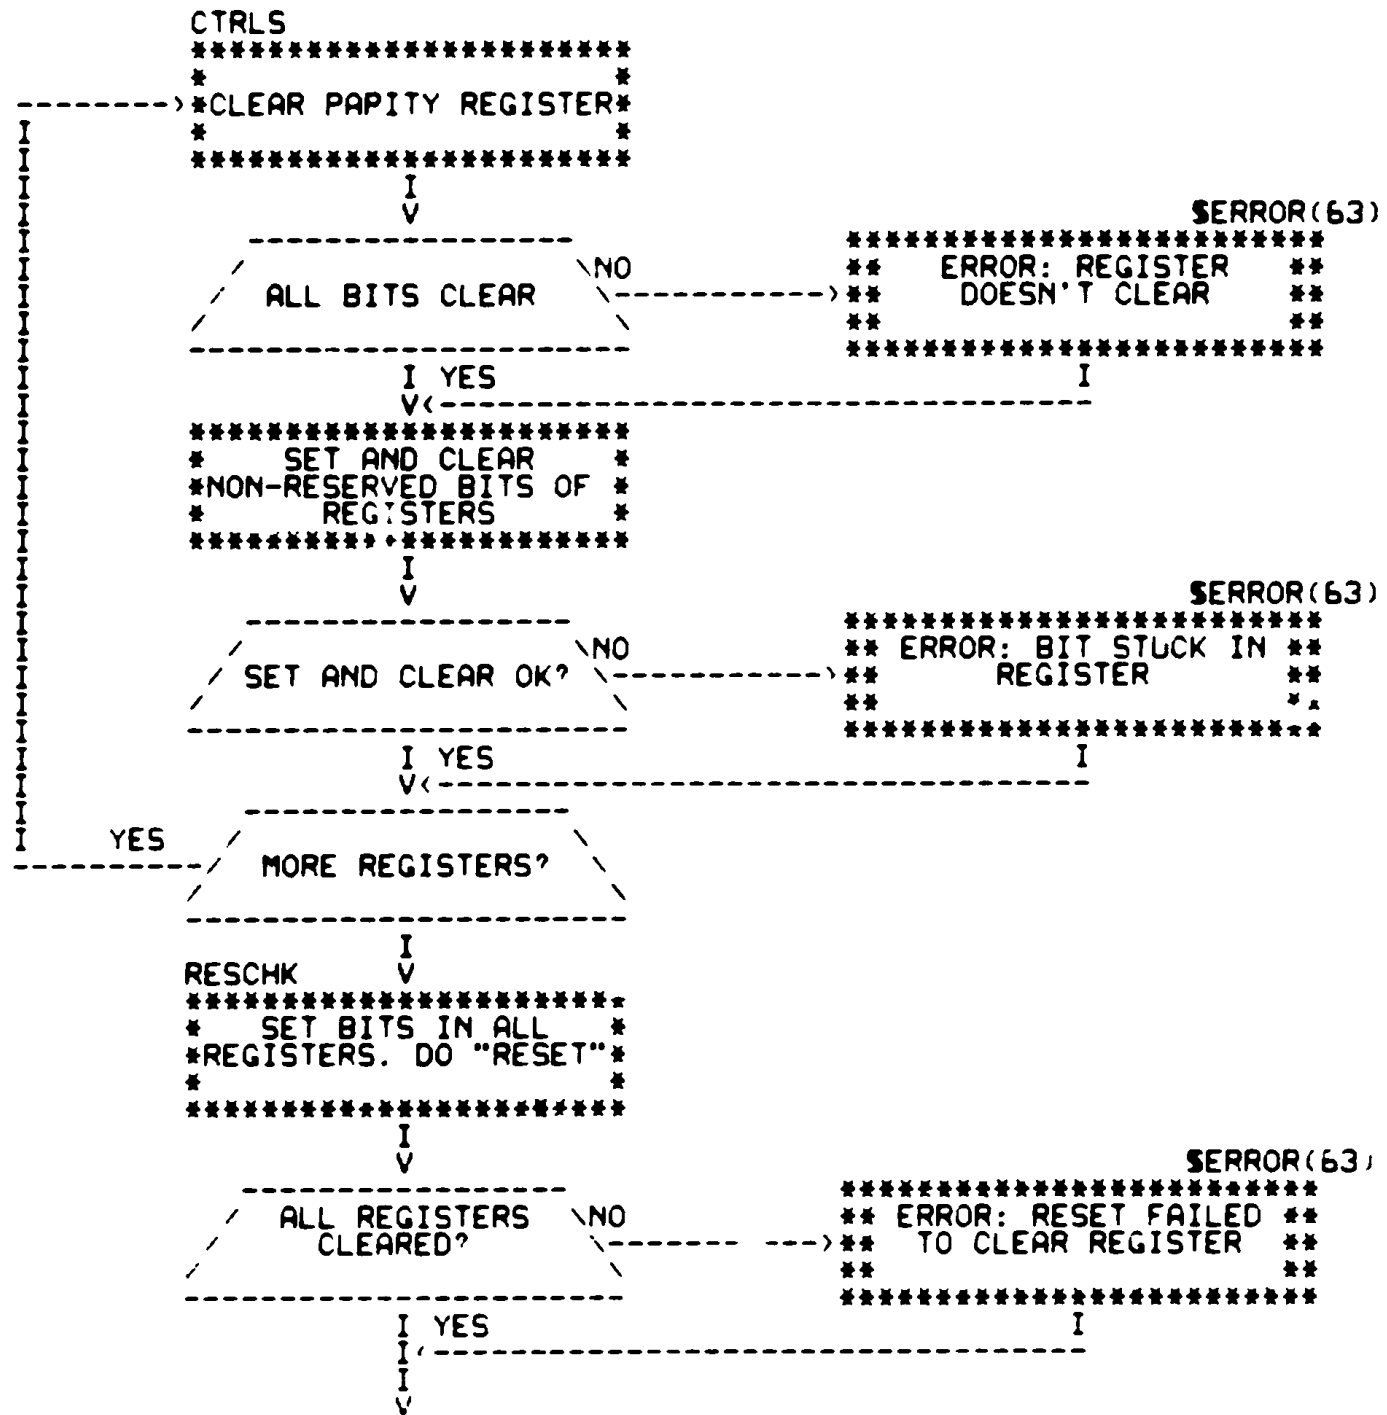 CTRLS
CLEAR PAPITY REGISTER
$ERROR(63)
ALL BITS CLEAR
NO
ERROR: REGISTER
DOESN'T CLEAR
YES
SET AND CLEAR
NON-RESERVED BITS OF
REGISTERS
$ERROR(63)
SET AND CLEAR OK?
NO
ERROR: BIT STUCK IN
REGISTER
YES
YES
MORE REGISTERS?
RESCHK
SET BITS IN ALL
REGISTERS. DO "RESET"
$ERROR(63)
ALL REGISTERS
CLEARED?
NO
ERROR: RESET FAILED
TO CLEAR REGISTER
YES